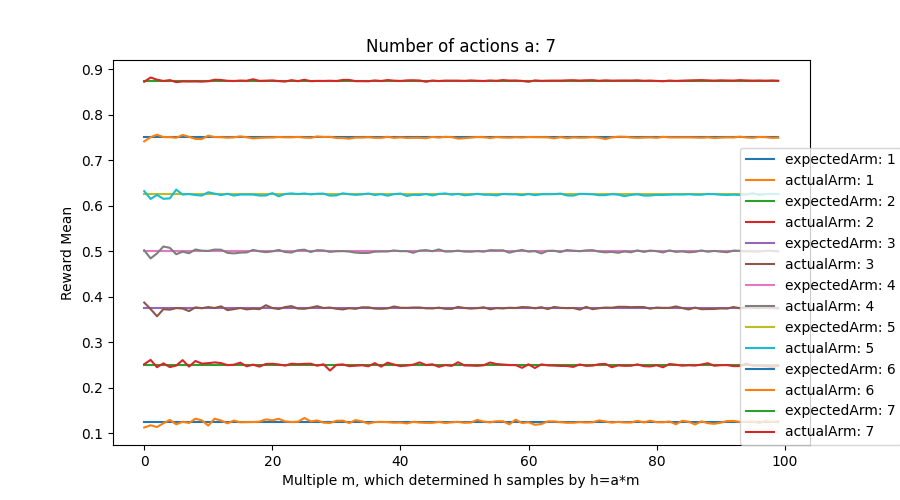 Number of actions a: 7
Reward Mean
0.9
0.8
0.7
0.6
0.5
0.4
0.3
0.2
0.1
0
20
40
60
80
100
Multiple m, which determined h samples by h=a*m
expectedArm: 1
actualArm: 1
expectedArm: 2
actualArm: 2
expectedArm: 3
actualArm: 3
expectedArm: 4
actualArm: 4
expectedArm: 5
actualArm: 5
expectedArm: 6
actualArm: 6
expectedArm: 7
actualArm: 7